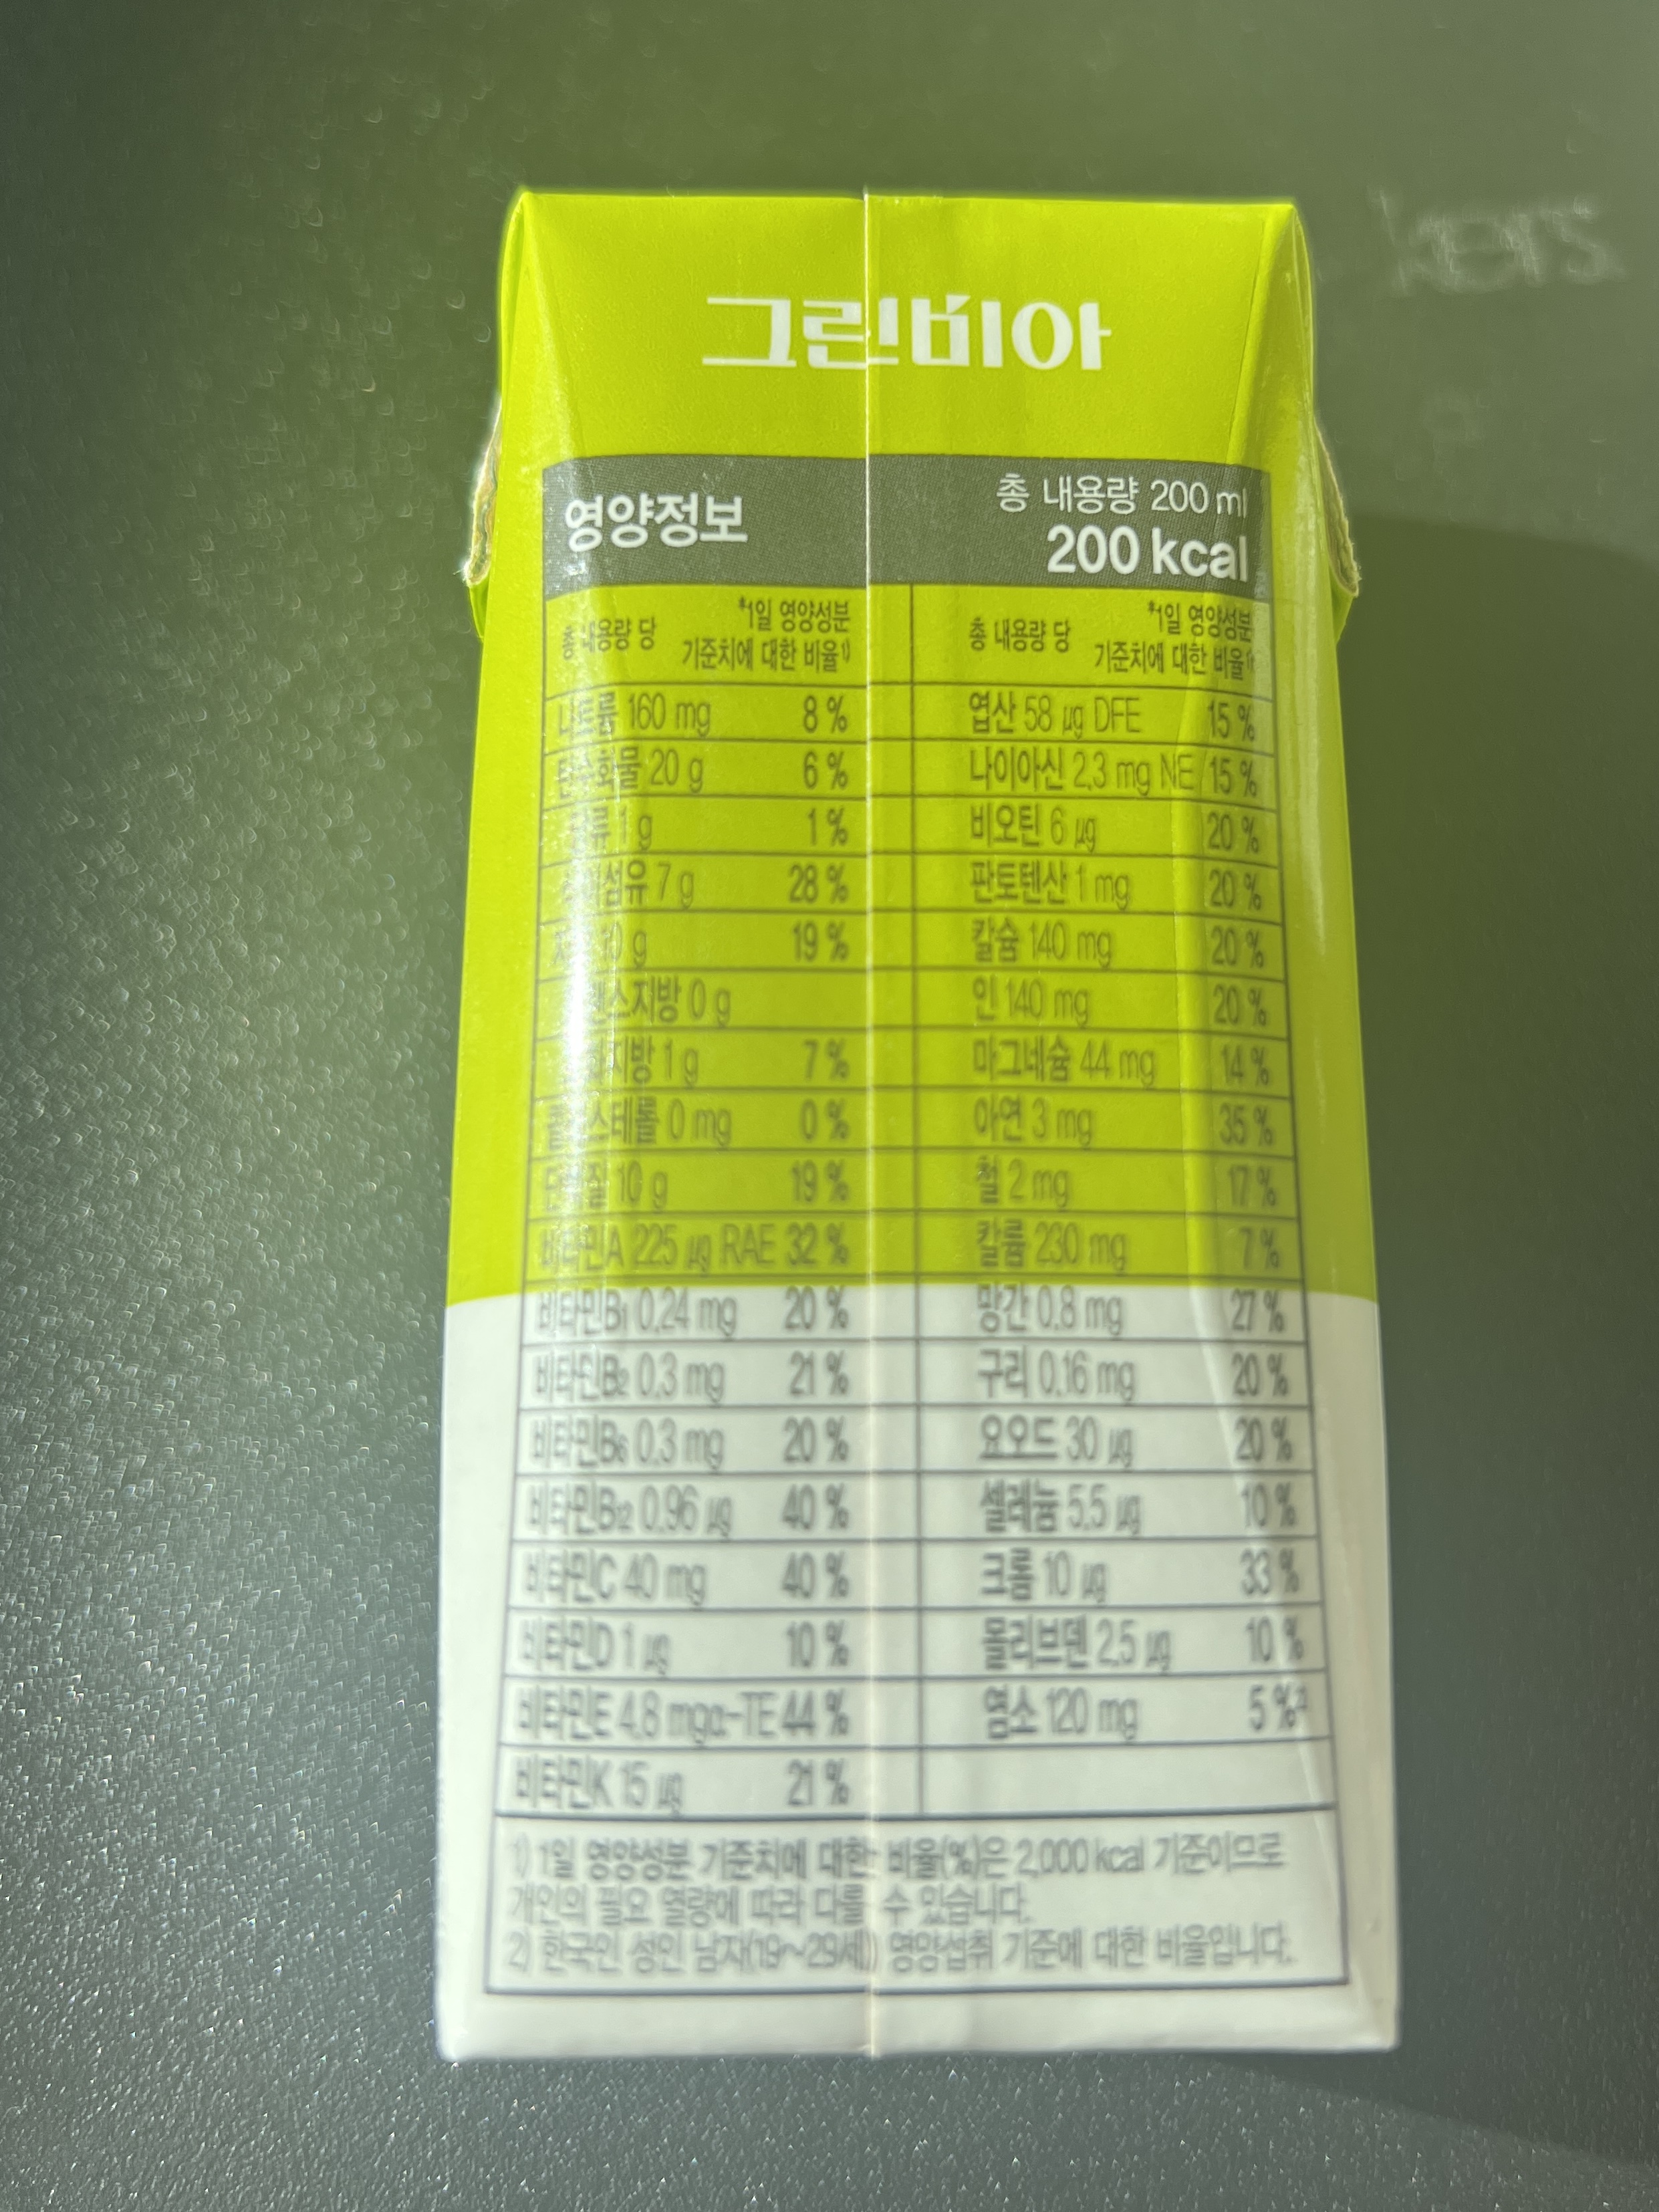 그린비아
영양정보
총 내용량 200 ml
200 kcal
총 내용량 당
*1일 영양성분
기준치에 대한 비율1)
총 내용량 당
*1일 영양성분
기준치에 대한 비율1)
나트륨 160 mg 8 %
탄수화물 20 g 6 %
당류 1 g 1 %
식이섬유 7 g 28 %
지방 10 g 19 %
트랜스지방 0 g
포화지방 1 g 7 %
콜레스테롤 0 mg 0 %
단백질 10 g 19 %
비타민A 225 μg RAE 32 %
비타민B1 0.24 mg 20 %
비타민B2 0.3 mg 21 %
비타민B6 0.3 mg 20 %
비타민B12 0.96 μg 40 %
비타민C 40 mg 40 %
비타민D 1 μg 10 %
비타민E 4.8 mgα-TE 44 %
비타민K 15 μg 21 %
엽산 58 μg DFE 15 %
나이아신 2.3 mg NE 15 %
비오틴 6 μg 20 %
판토텐산 1 mg 20 %
칼슘 140 mg 20 %
인 140 mg 20 %
마그네슘 44 mg 14 %
아연 3 mg 35 %
철 2 mg 17 %
칼륨 230 mg 7 %
망간 0.8 mg 27 %
구리 0.16 mg 20 %
요오드 30 μg 20 %
셀레늄 5.5 μg 10 %
크롬 10 μg 33 %
몰리브덴 2.5 μg 10 %
염소 120 mg 5 %2)
1) 1일 영양성분 기준치에 대한 비율(%)은 2,000 kcal 기준이므로
개인의 필요 열량에 따라 다를 수 있습니다.
2) 한국인 성인 남자(19~29세) 영양섭취 기준에 대한 비율입니다.